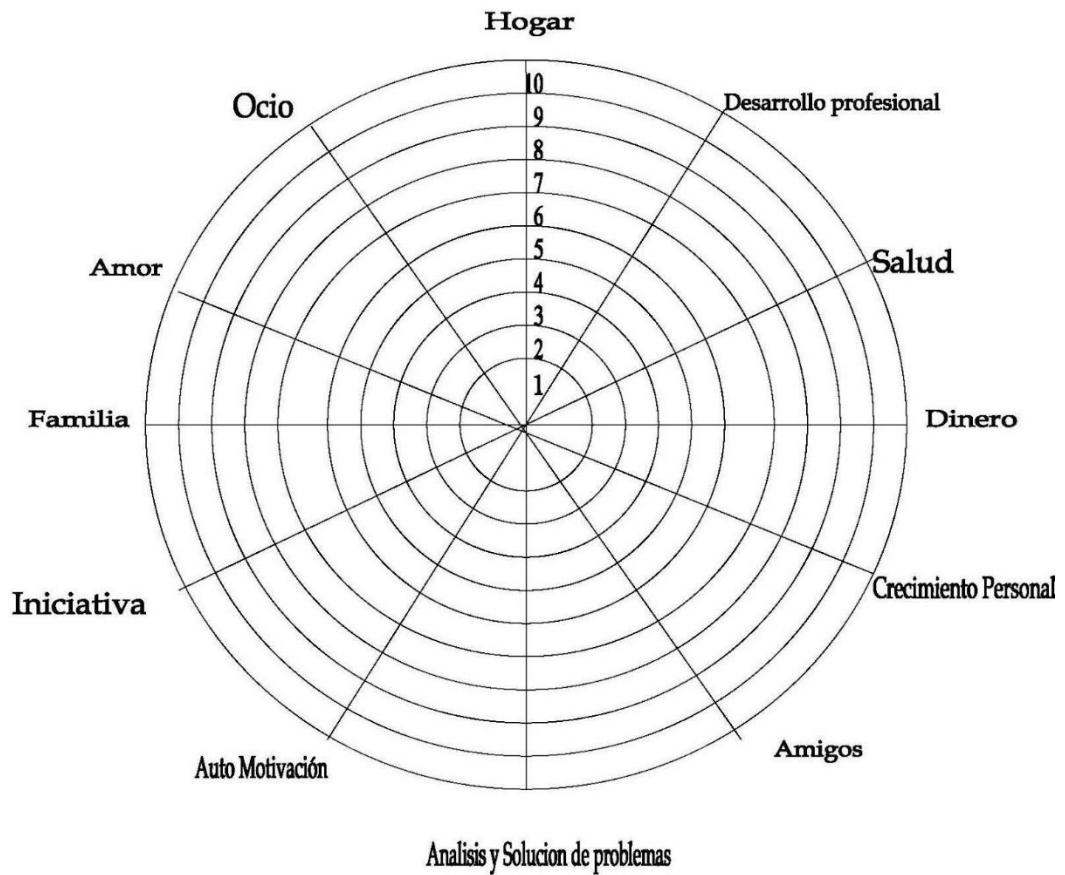 Hogar
10
Ocio
Desarrollo profesional
9
8
7
6
5
Salud
Amor
4
3
2
1
Familia
Dinero
Crecimiento Personal
Iniciativa
Amigos
Auto Motivación
Analisis y Solucion de problemas